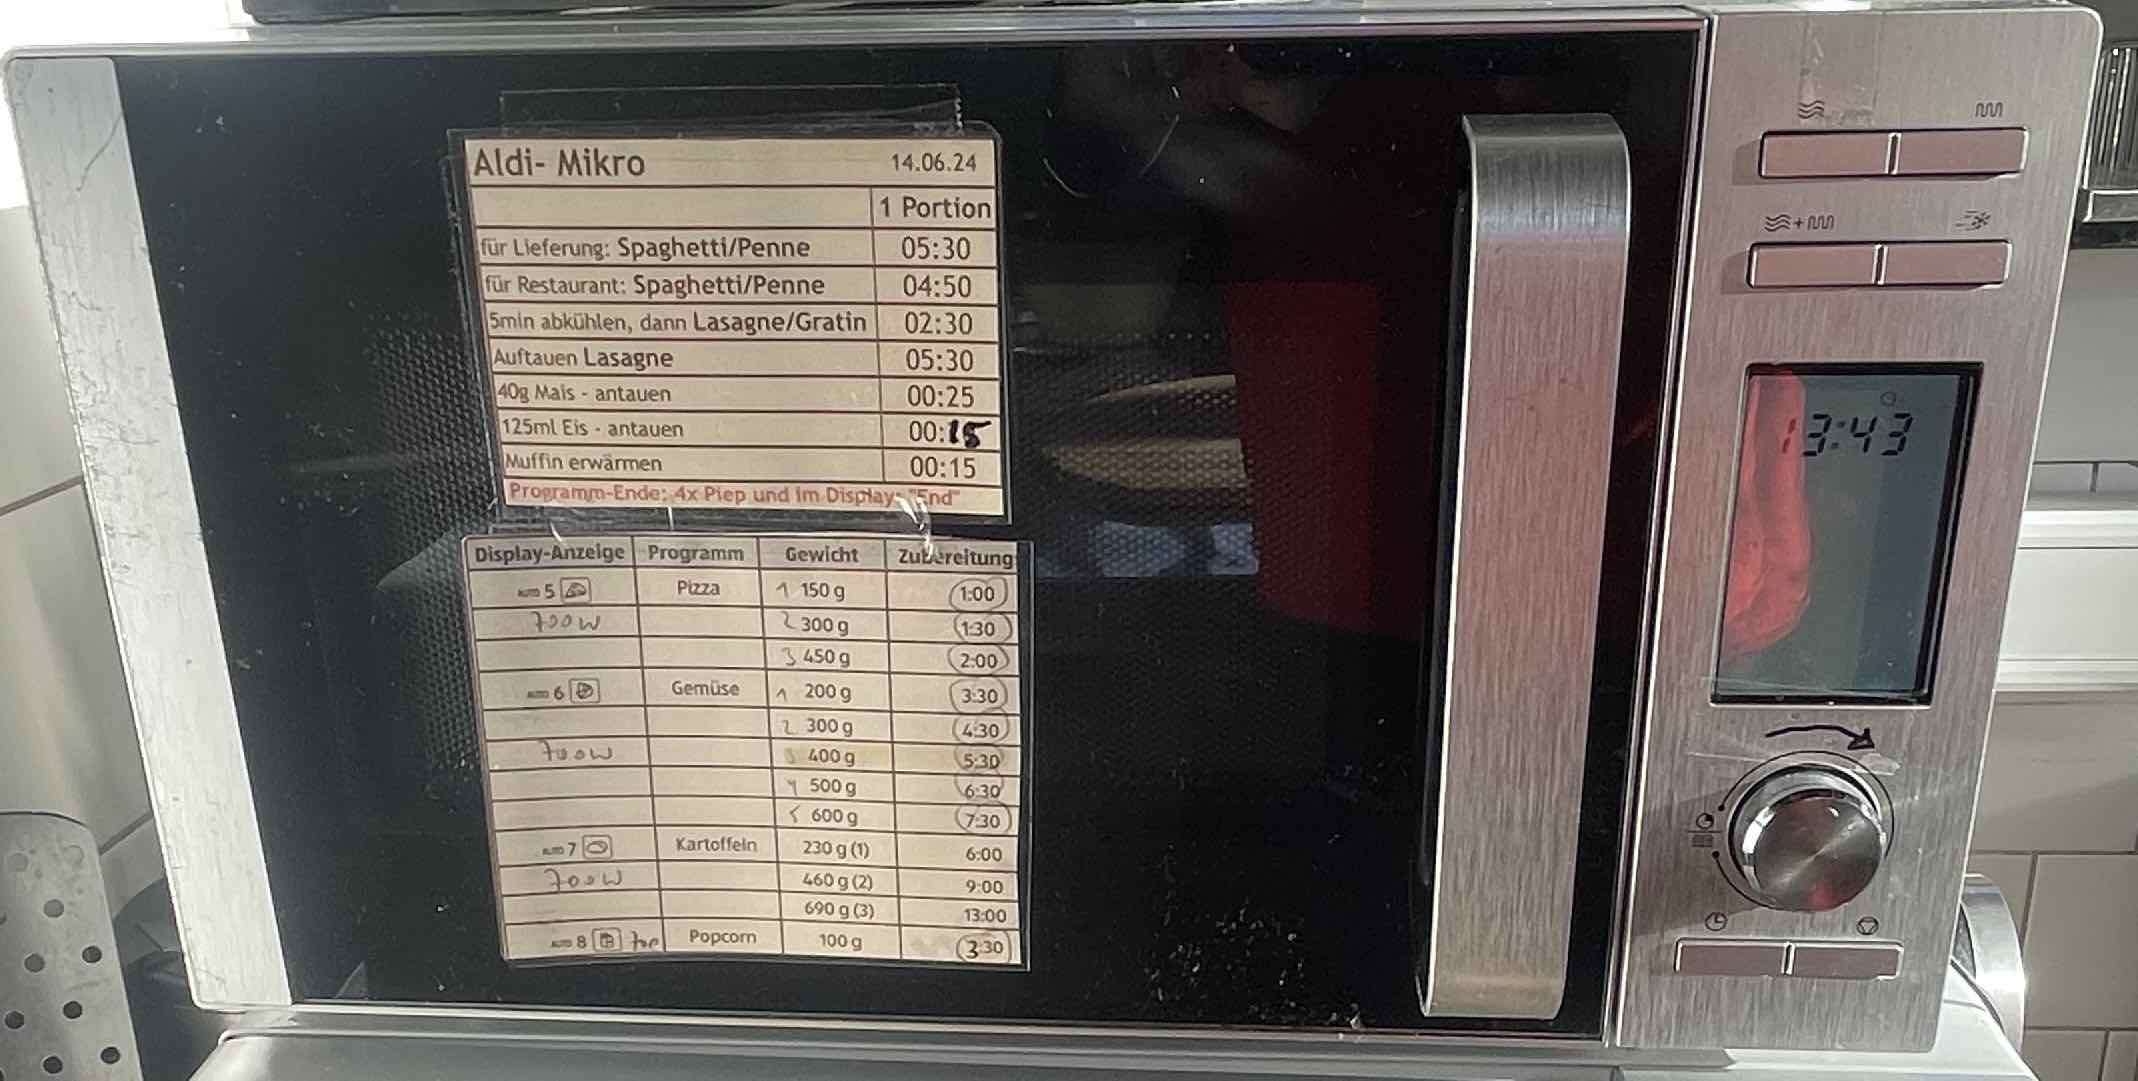 Aldi- Mikro 14.06.24
1 Portion
für Lieferung: Spaghetti/Penne 05:30
für Restaurant: Spaghetti/Penne 04:50
5min abkühlen, dann Lasagne/Gratin 02:30
Auftauen Lasagne 05:30
40g Mais - antauen 00:25
125ml Eis - antauen 00:15
Muffin erwärmen 00:15
Programm-Ende: 4x Piep und im Display: "End"
Display-Anzeige Programm Gewicht Zubereitung
AUTO 5 Pizza 1 150 g 1:00
700W 2 300 g 1:30
3 450 g 2:00
AUTO 6 Gemüse 1 200 g 3:30
2 300 g 4:30
700W 3 400 g 5:30
4 500 g 6:30
5 600 g 7:30
AUTO 7 Kartoffeln 230 g (1) 6:00
700W 460 g (2) 9:00
690 g (3) 13:00
AUTO 8 Popcorn 100 g 3:30
13:43